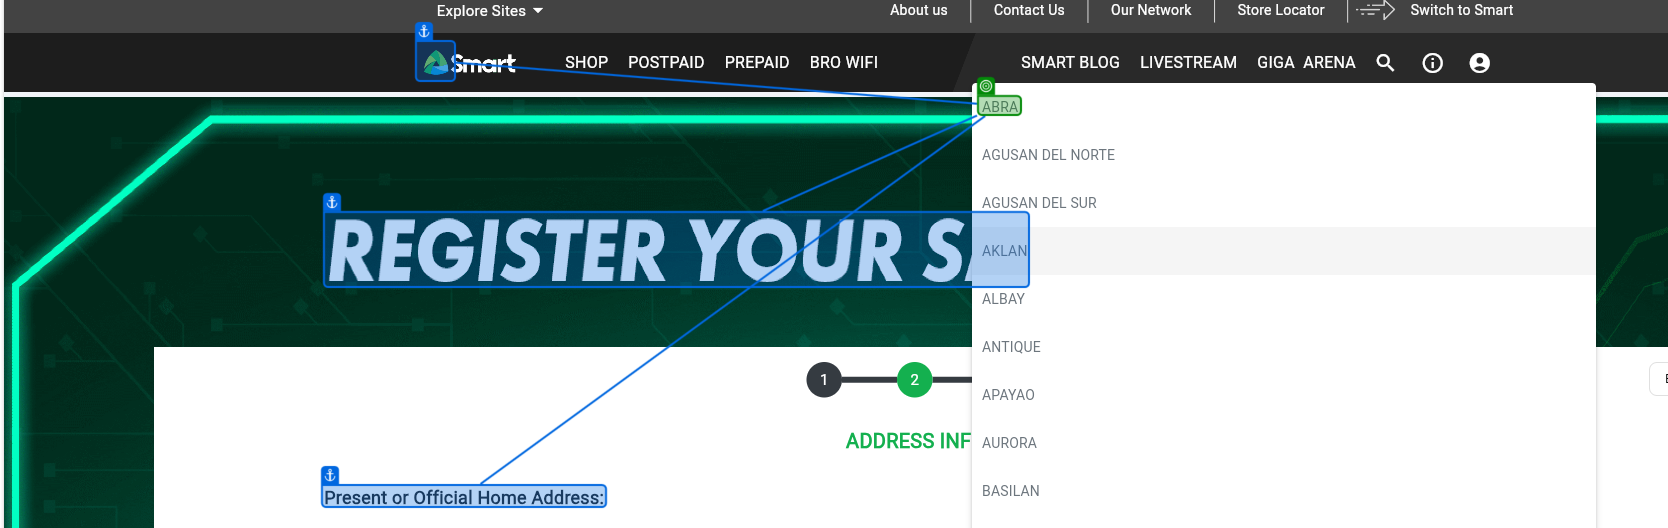 Explore Sites
About us
Contact Us
Our Network
Store Locator
Switch to Smart
Smart
SHOP
POSTPAID
PREPAID
BRO WIFI
SMART BLOG
LIVESTREAM
GIGA ARENA
ABRA
AGUSAN DEL NORTE
AGUSAN DEL SUR
REGISTER YOUR
AKLAN
ALBAY
ANTIQUE
1
2
APAYAO
ADDRESS
AURORA
BASILAN
Present or Official Home Address: